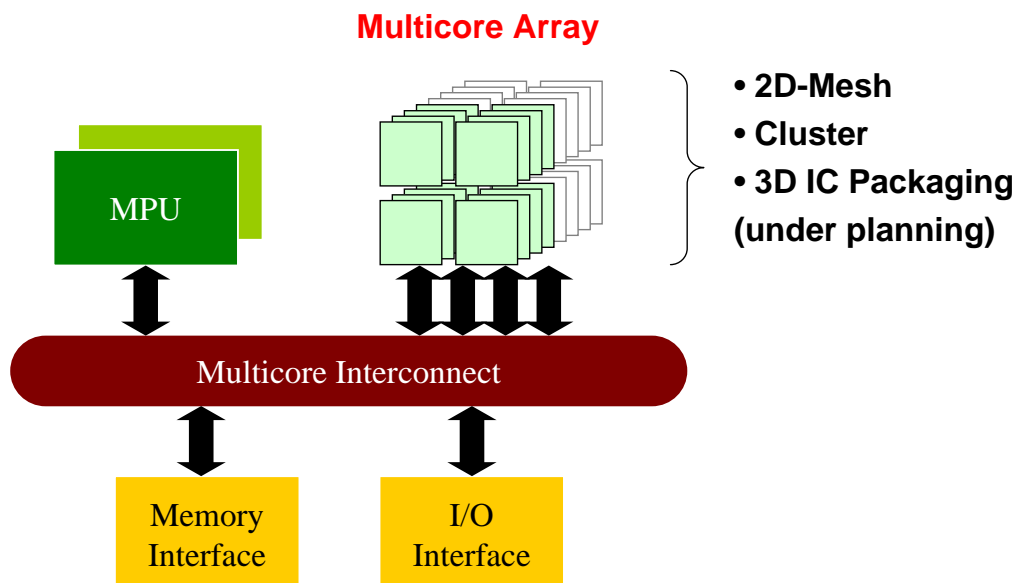 Multicore Array
• 2D-Mesh
• Cluster
• 3D IC Packaging
(under planning)
MPU
Multicore Interconnect
Memory
Interface
I/O
Interface